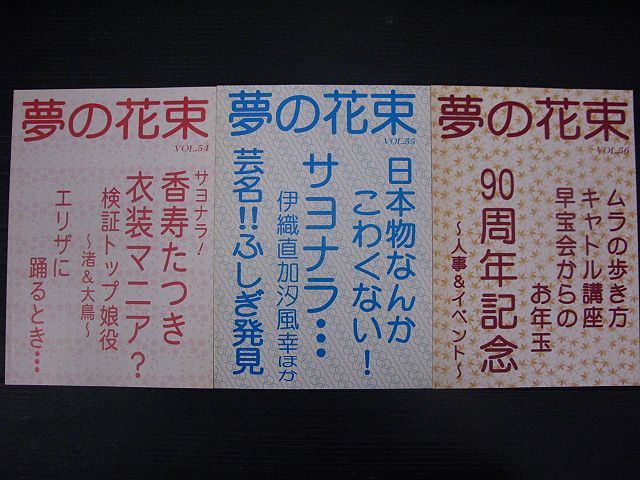 夢の花束
VOL.54
サヨナラ!
香寿たつき
衣装マニア?
検証トップ娘役
～渚&大鳥～
エリザに
踊るとき…
夢の花束
VOL.55
日本物なんか
こわくない!
サヨナラ…
伊織直加汐風幸ほか
芸名!!ふしぎ発見
夢の花束
VOL.56
ムラの歩き方
キャトル講座
早宝会からの
お年玉
90周年記念
～人事&イベント～